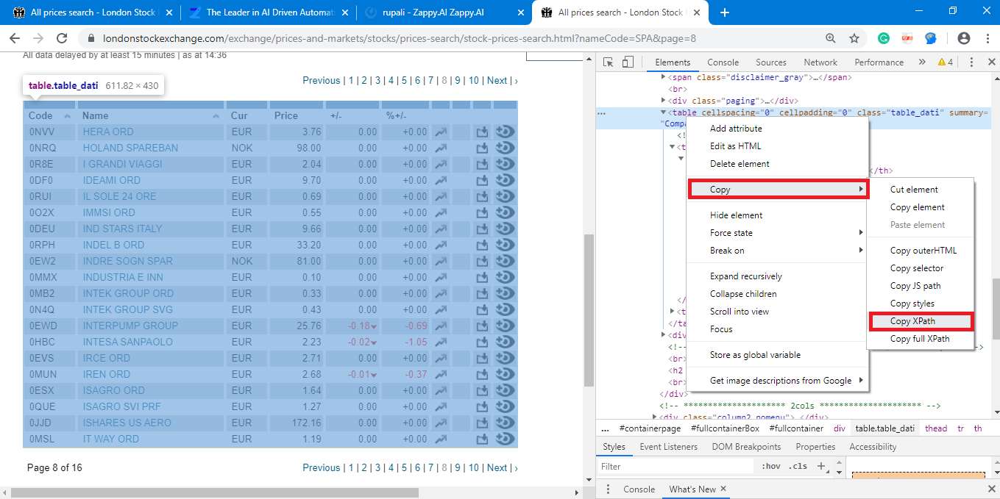 All prices search - London Stock
The Leader in AI Driven Automat
rupali - Zappy.AI Zappy.AI
All prices search - London Stock
londonstockexchange.com/exchange/prices-and-markets/stocks/prices-search/stock-prices-search.html?nameCode=SPA&page=8
All data delayed by at least 15 minutes | as at 14:36
Previous | 1 | 2 | 3 | 4 | 5 | 6 | 7 | 8 | 9 | 10 | Next | ›
table.table_dati 611.82 × 430
Code Name Cur Price +/- %+/-
0NVV HERA ORD EUR 3.76 0.00 +0.00
0NRQ HOLAND SPAREBAN NOK 98.00 0.00 +0.00
0R8E I GRANDI VIAGGI EUR 2.04 0.00 +0.00
0DF0 IDEAMI ORD EUR 9.70 0.00 +0.00
0RUI IL SOLE 24 ORE EUR 0.69 0.00 +0.00
0O2X IMMSI ORD EUR 0.55 0.00 +0.00
0DEU IND STARS ITALY EUR 9.66 0.00 +0.00
0RPH INDEL B ORD EUR 33.20 0.00 +0.00
0EW2 INDRE SOGN SPAR NOK 81.00 0.00 +0.00
0MMX INDUSTRIA E INN EUR 0.10 0.00 +0.00
0MB2 INTEK GROUP ORD EUR 0.33 0.00 +0.00
0N4Q INTEK GROUP SVG EUR 0.43 0.00 +0.00
0EWD INTERPUMP GROUP EUR 25.76 -0.18 -0.69
0HBC INTESA SANPAOLO EUR 2.23 -0.02 -1.05
0EVS IRCE ORD EUR 2.71 0.00 +0.00
0MUN IREN ORD EUR 2.68 -0.01 -0.37
0ESX ISAGRO ORD EUR 1.64 0.00 +0.00
0QUE ISAGRO SVI PRF EUR 1.27 0.00 +0.00
0JJD ISHARES US AERO EUR 172.16 0.00 +0.00
0MSL IT WAY ORD EUR 1.19 0.00 +0.00
Page 8 of 16
Previous | 1 | 2 | 3 | 4 | 5 | 6 | 7 | 8 | 9 | 10 | Next | ›
Elements Console Sources Network Performance » 4
<span class="disclaimer_gray">…</span>
<br>
<div class="paging">…</div>
<table cellspacing="0" cellpadding="0" class="table_dati" summary=
"Compa
<!
<t
</th>
</
<t
</ta
<div
<!-- -->
<br>
<h2
<br>
</div>
<!-- ********************* 2cols ********************* -->
<div class="column2 nomenu"> </div>
Add attribute
Edit as HTML
Delete element
Copy
Hide element
Force state
Break on
Expand recursively
Collapse children
Scroll into view
Focus
Store as global variable
Get image descriptions from Google
Cut element
Copy element
Paste element
Copy outerHTML
Copy selector
Copy JS path
Copy styles
Copy XPath
Copy full XPath
... #containerpage #fullcontainerBox #fullcontainer div table.table_dati thead tr th
Styles Event Listeners DOM Breakpoints Properties Accessibility
Filter :hov .cls +
Console What's New